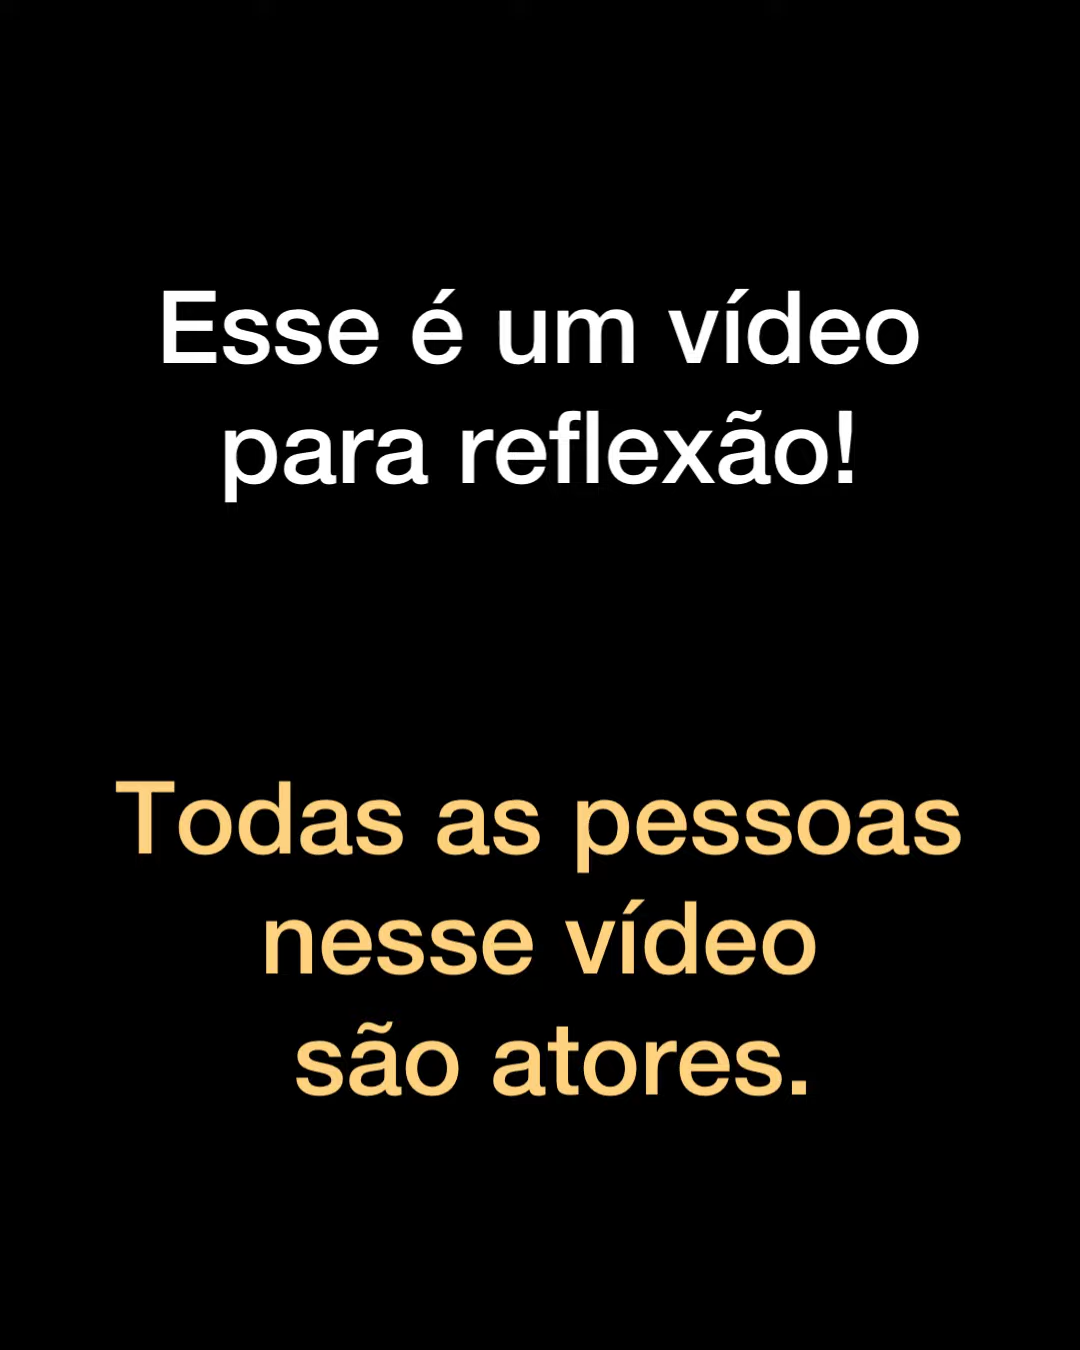 Esse é um vídeo
para reflexão!
Todas as pessoas
nesse vídeo
são atores.